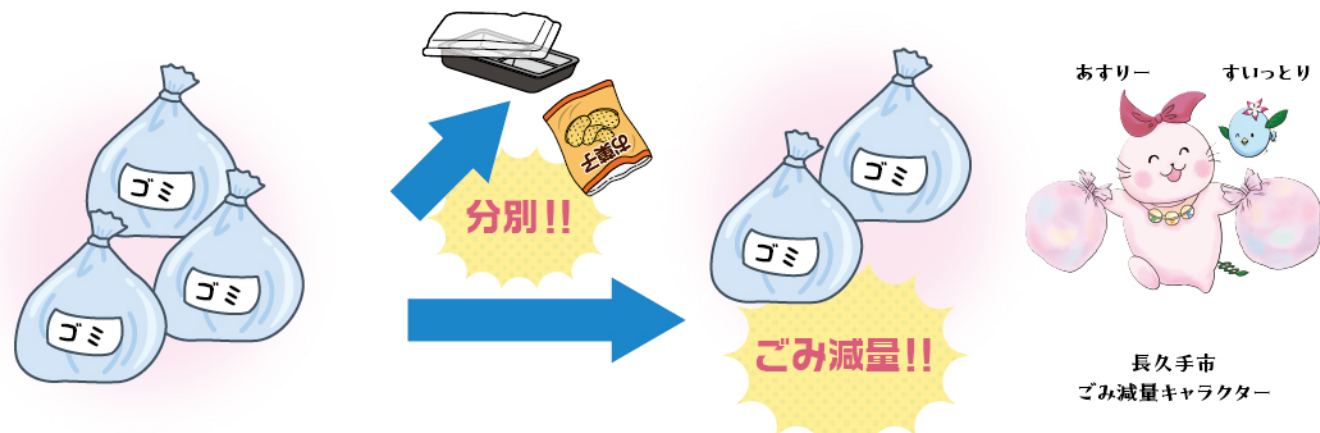 ゴミ
ゴミ
ゴミ
お菓子
分別!!
ゴミ
ゴミ
ごみ減量!!
あすりー
すいっとり
長久手市
ごみ減量キャラクター